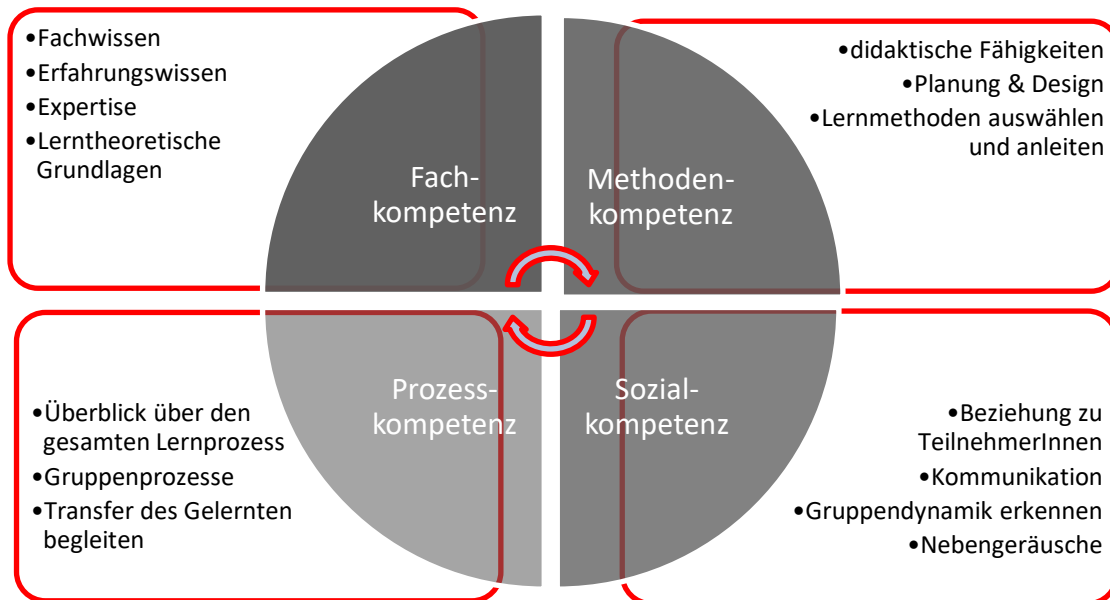 •Fachwissen
•Erfahrungswissen
•Expertise
•Lerntheoretische
Grundlagen
Fach-
kompetenz
•didaktische Fähigkeiten
•Planung & Design
•Lernmethoden auswählen
und anleiten
Methoden-
kompetenz
•Überblick über den
gesamten Lernprozess
•Gruppenprozesse
•Transfer des Gelernten
begleiten
Prozess-
kompetenz
Sozial-
kompetenz
•Beziehung zu
TeilnehmerInnen
•Kommunikation
•Gruppendynamik erkennen
•Nebengeräusche